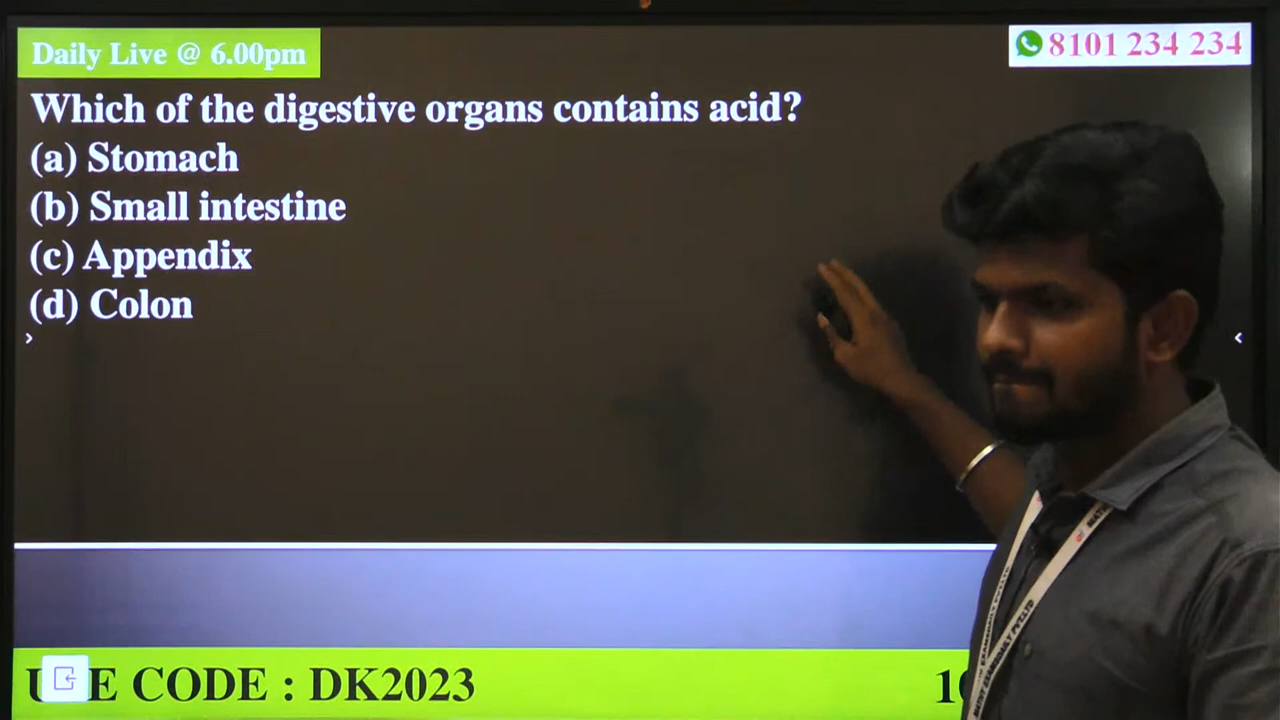 Daily Live @ 6.00pm
8101 234 234
Which of the digestive organs contains acid?
(a) Stomach
(b) Small intestine
(c) Appendix
(d) Colon
CODE : DK2023